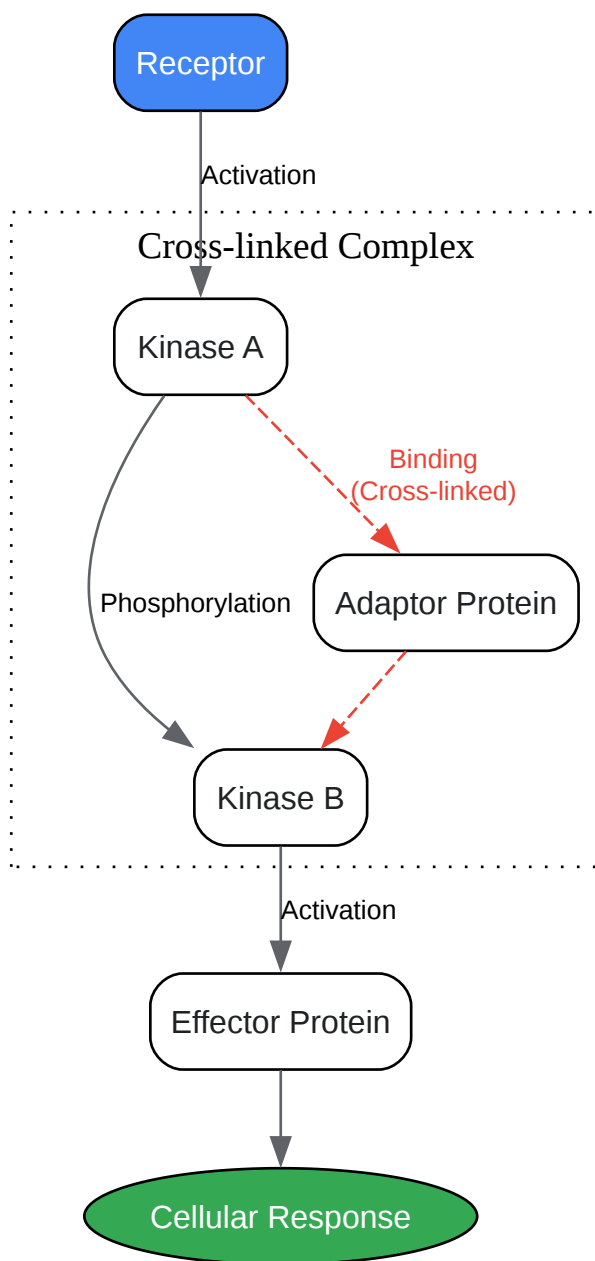 Receptor
Activation
Cross-linked Complex
Kinase A
Binding
(Cross-linked)
Phosphorylation
Adaptor Protein
Kinase B
Activation
Effector Protein
Cellular Response